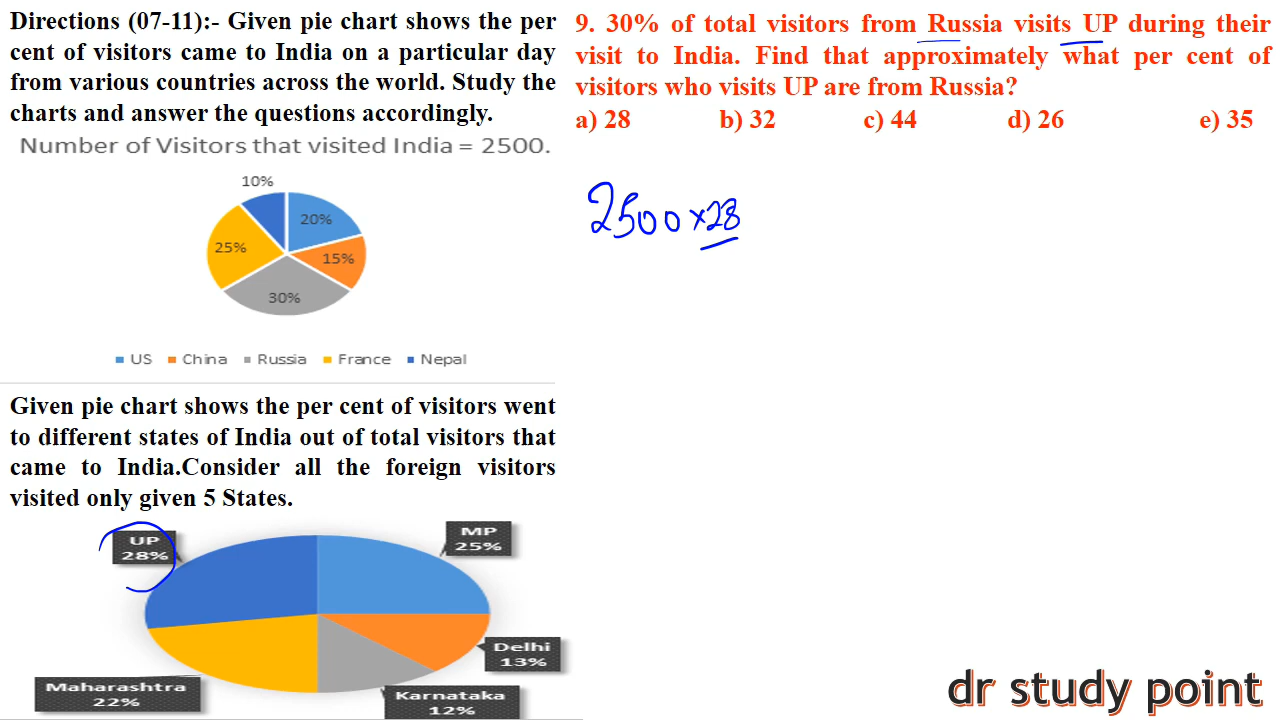 Directions (07-11):- Given pie chart shows the per
cent of visitors came to India on a particular day
from various countries across the world. Study the
charts and answer the questions accordingly.
Number of Visitors that visited India = 2500.
10%
20%
25%
15%
30%
US China Russia France Nepal
Given pie chart shows the per cent of visitors went
to different states of India out of total visitors that
came to India.Consider all the foreign visitors
visited only given 5 States.
UP
28%
MP
25%
Delhi
13%
Maharashtra
22%
Karnataka
12%
9. 30% of total visitors from Russia visits UP during their
visit to India. Find that approximately what per cent of
visitors who visits UP are from Russia?
a) 28 b) 32 c) 44 d) 26 e) 35
2500 × 28
dr study point